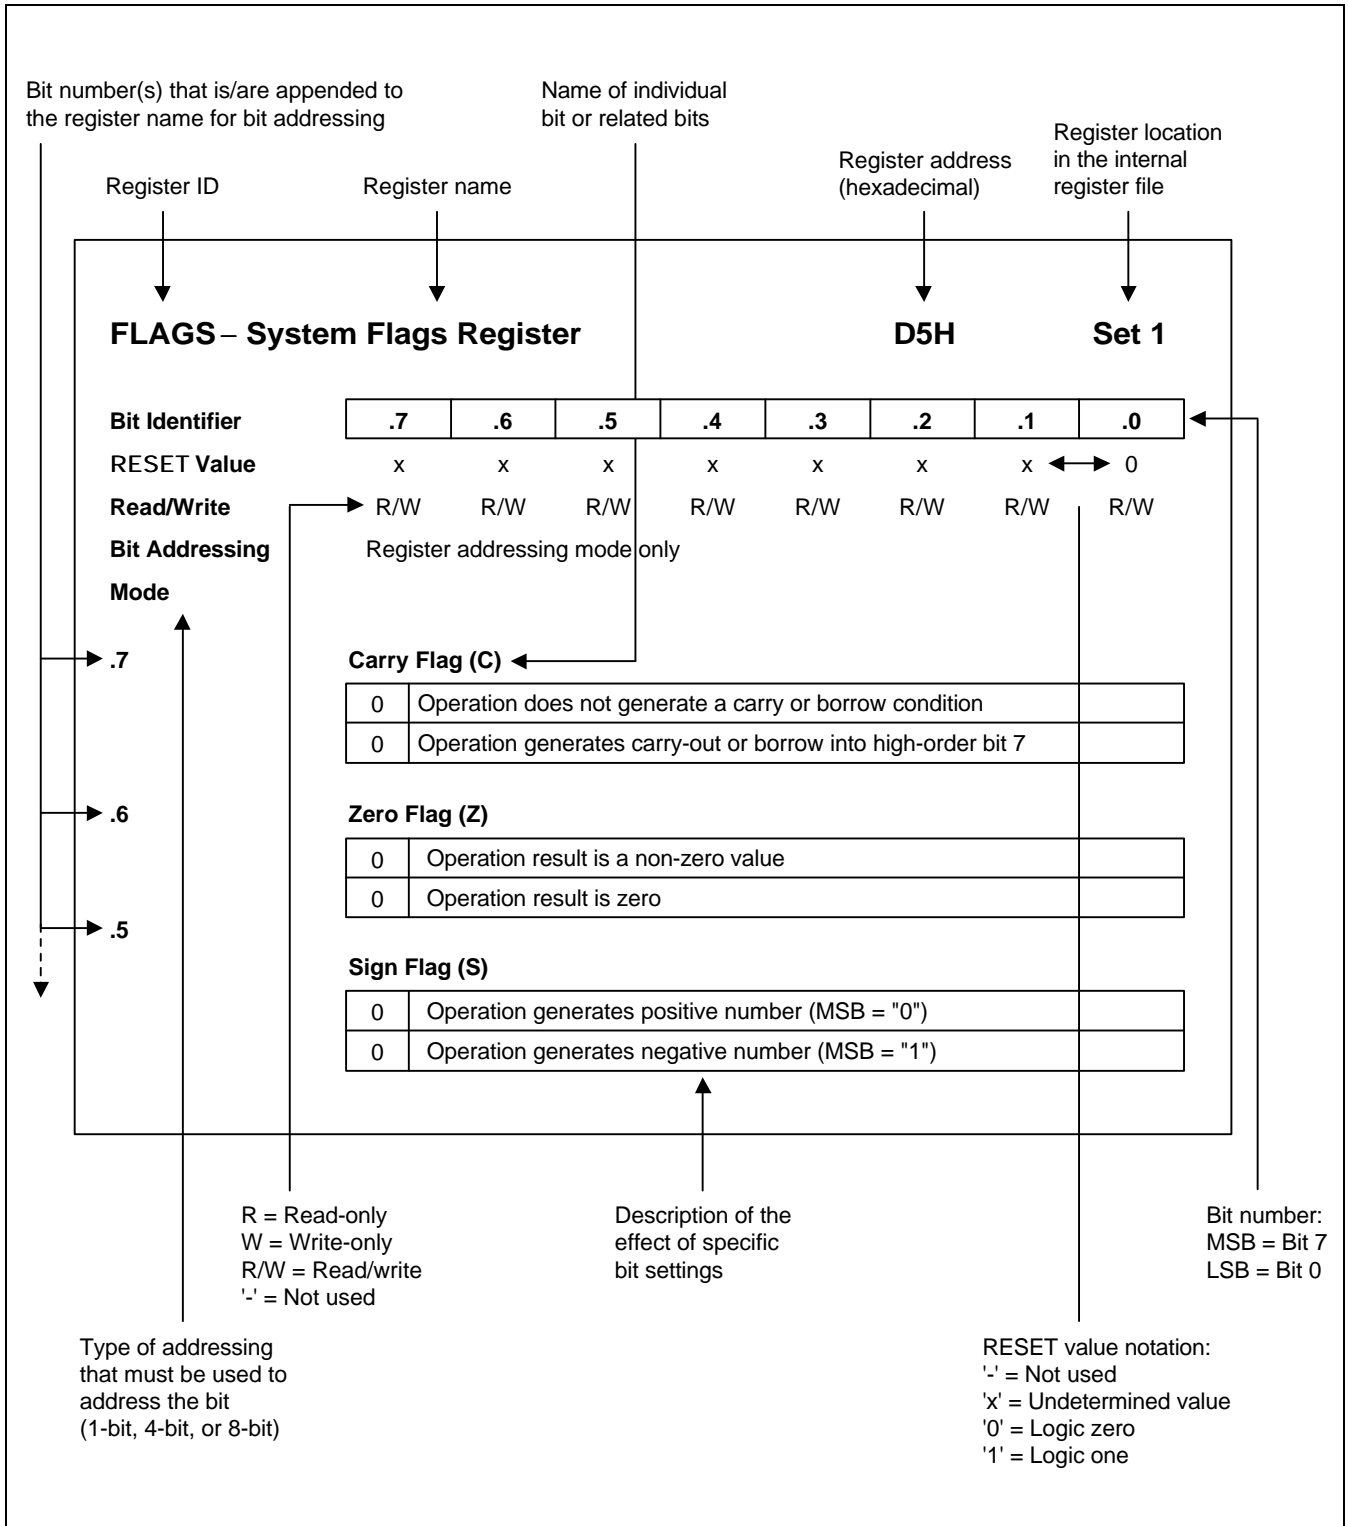 Bit number(s) that is/are appended to
the register name for bit addressing
Name of individual
bit or related bits
Register location
in the internal
register file
Register address
(hexadecimal)
Register ID
Register name
FLAGS – System Flags Register D5H Set 1
Bit Identifier .7 .6 .5 .4 .3 .2 .1 .0
RESET Value x x x x x x x 0
Read/Write R/W R/W R/W R/W R/W R/W R/W R/W
Bit Addressing Register addressing mode only
Mode
.7 Carry Flag (C)
0 Operation does not generate a carry or borrow condition
0 Operation generates carry-out or borrow into high-order bit 7
.6 Zero Flag (Z)
0 Operation result is a non-zero value
0 Operation result is zero
.5
Sign Flag (S)
0 Operation generates positive number (MSB = "0")
0 Operation generates negative number (MSB = "1")
R = Read-only
W = Write-only
R/W = Read/write
'-' = Not used
Description of the
effect of specific
bit settings
Bit number:
MSB = Bit 7
LSB = Bit 0
Type of addressing
that must be used to
address the bit
(1-bit, 4-bit, or 8-bit)
RESET value notation:
'-' = Not used
'x' = Undetermined value
'0' = Logic zero
'1' = Logic one